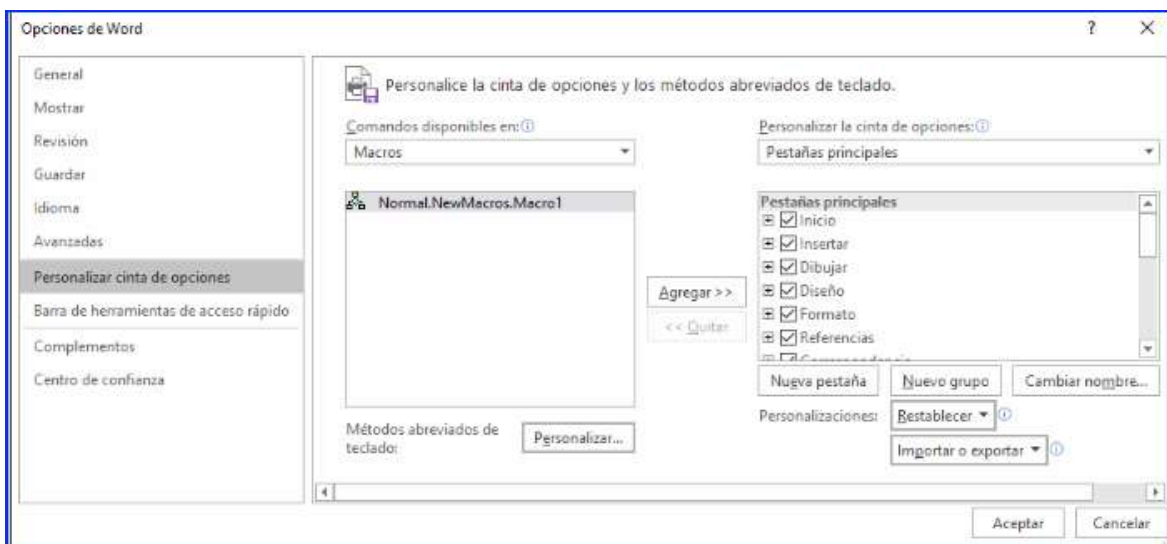 Opciones de Word
?
General
Mostrar
Revisión
Guardar
Idioma
Avanzadas
Personalizar cinta de opciones
Barra de herramientas de acceso rápido
Complementos
Centro de confianza
Personalice la cinta de opciones y los métodos abreviados de teclado.
Comandos disponibles en:
Macros
Normal.NewMacros.Macro1
Métodos abreviados de
teclado:
Personalizar...
Agregar >>
<< Quitar
Personalizar la cinta de opciones:
Pestañas principales
Pestañas principales
Inicio
Insertar
Dibujar
Diseño
Formato
Referencias
Nueva pestaña
Nuevo grupo
Cambiar nombre...
Personalizaciones:
Restablecer
Importar o exportar
Aceptar
Cancelar